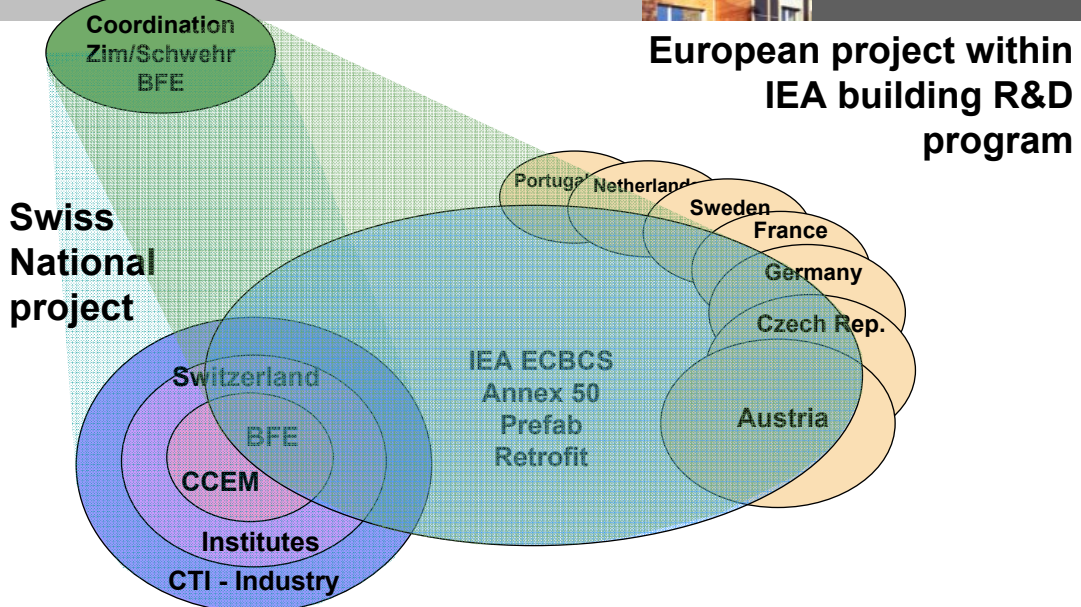 Coordination
Zim/Schwehr
BFE
European project within
IEA building R&D
program
Swiss
National
project
Portugal
Netherlands
Sweden
France
Germany
Czech Rep.
Austria
IEA ECBCS
Annex 50
Prefab
Retrofit
Switzerland
BFE
CCEM
Institutes
CTI - Industry